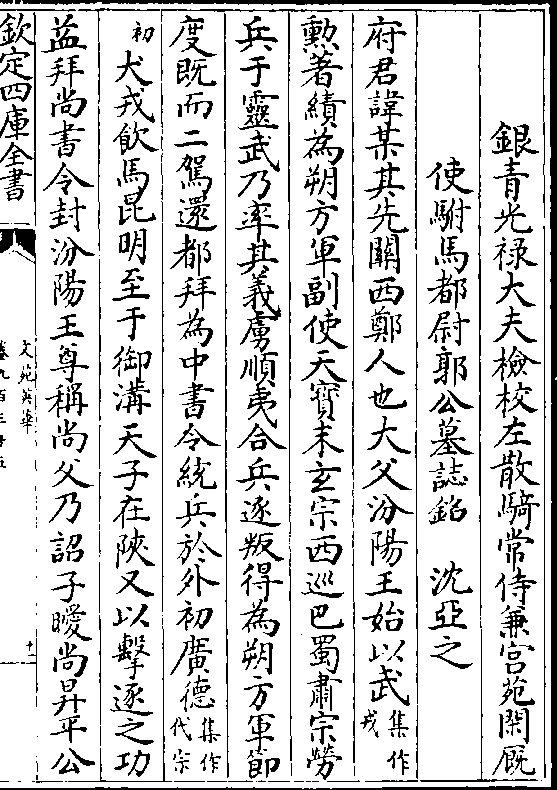 銀青光祿大夫檢校左散騎常侍兼宫苑閑厩
使駙馬都尉郭公墓誌銘 沈亞之
府君諱某其先關西鄭人也大父汾陽王始以武集作戎
勲著績為朔方軍副使天寳末玄宗西巡巴蜀肅宗勞
兵于靈武乃率其義虜順夷合兵逐叛得為朔方軍節
度既而二駕還都拜為中書令統兵於外初廣德集作代宗
初犬戎飲馬昆明至于御溝天子在陜又以擊逐之功
益拜尚書令封汾陽王尊稱尚父乃詔子曖尚昇平公
欽定四庫全書
文苑英華
卷九百三十五
十一